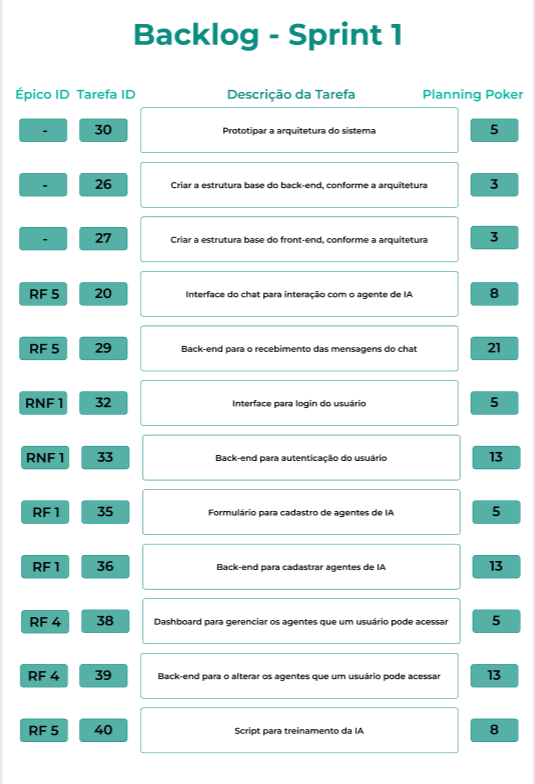 Backlog - Sprint 1
Épico ID Tarefa ID Descrição da Tarefa Planning Poker
- 30 Prototipar a arquitetura do sistema 5
- 26 Criar a estrutura base do back-end, conforme a arquitetura 3
- 27 Criar a estrutura base do front-end, conforme a arquitetura 3
RF 5 20 Interface do chat para interação com o agente de IA 8
RF 5 29 Back-end para o recebimento das mensagens do chat 21
RNF 1 32 Interface para login do usuário 5
RNF 1 33 Back-end para autenticação do usuário 13
RF 1 35 Formulário para cadastro de agentes de IA 5
RF 1 36 Back-end para cadastrar agentes de IA 13
RF 4 38 Dashboard para gerenciar os agentes que um usuário pode acessar 5
RF 4 39 Back-end para o alterar os agentes que um usuário pode acessar 13
RF 5 40 Script para treinamento da IA 8